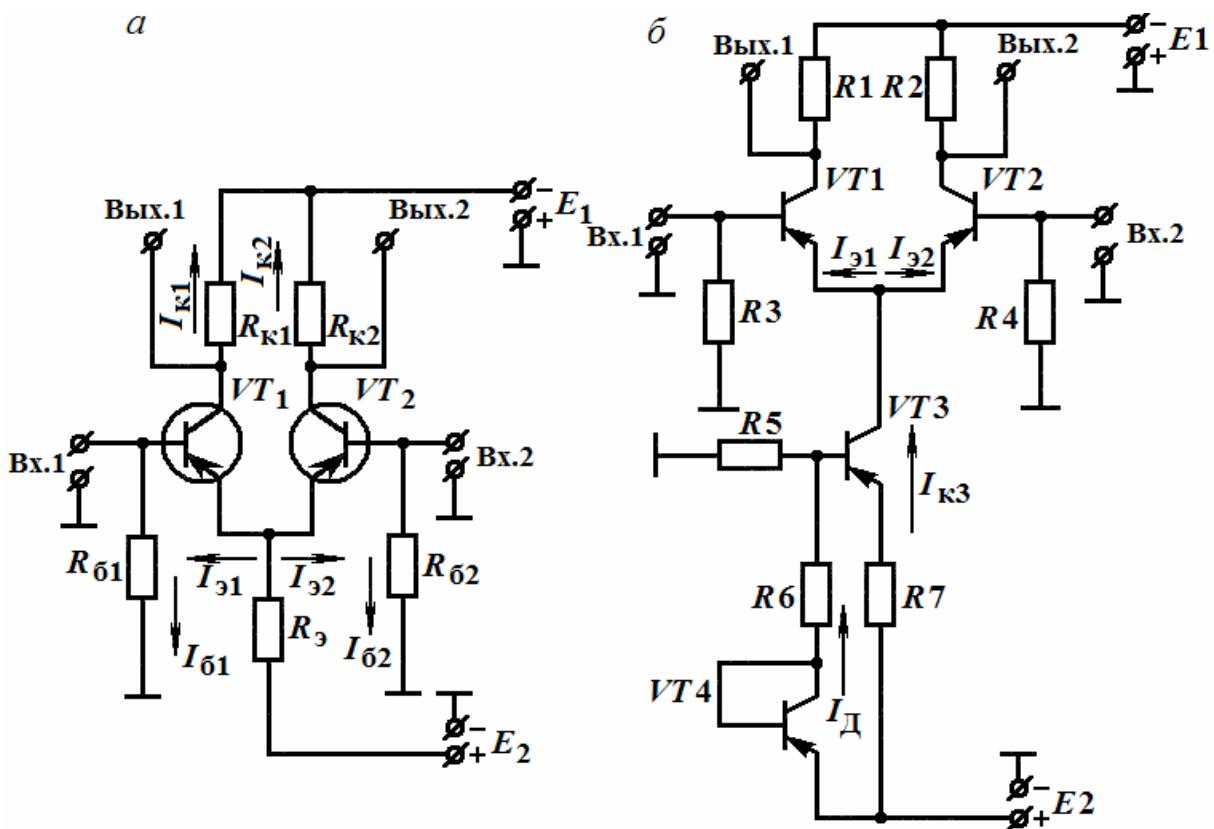 а
Вых.1
Вых.2
- E1
+
Iк1
Iк2
Rк1
Rк2
VT1
VT2
Вх.1
Вх.2
Rб1
Iэ1
Iэ2
Rб2
Iб1
Rэ
Iб2
-
+ E2
б
Вых.1
Вых.2
- E1
+
R1
R2
VT1
VT2
Вх.1
Вх.2
Iэ1
Iэ2
R3
R4
VT3
R5
Iк3
R6
R7
VT4
IД
-
+ E2